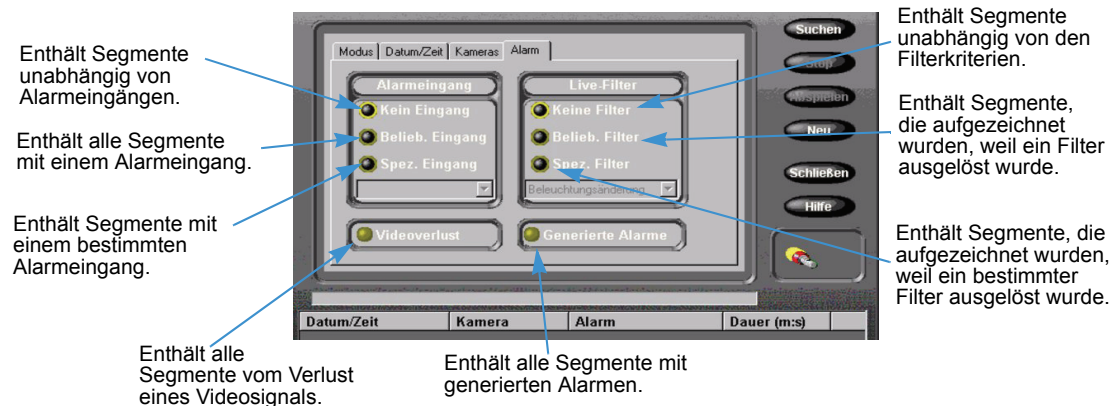 Enthält Segmente
unabhängig von
Alarmeingängen.
Enthält alle Segmente
mit einem Alarmeingang.
Enthält Segmente mit
einem bestimmten
Alarmeingang.
Modus
Datum/Zeit
Kameras
Alarm
Alarmeingang
Kein Eingang
Belieb. Eingang
Spez. Eingang
Live-Filter
Keine Filter
Belieb. Filter
Spez. Filter
Beleuchtungsänderung
Videoverlust
Generierte Alarme
Suchen
Stop
Abspielen
Neu
Schließen
Hilfe
Enthält Segmente
unabhängig von den
Filterkriterien.
Enthält Segmente,
die aufgezeichnet
wurden, weil ein Filter
ausgelöst wurde.
Enthält Segmente, die
aufgezeichnet wurden,
weil ein bestimmter
Filter ausgelöst wurde.
Datum/Zeit
Kamera
Alarm
Dauer (m:s)
Enthält alle
Segmente vom Verlust
eines Videosignals.
Enthält alle Segmente mit
generierten Alarmen.